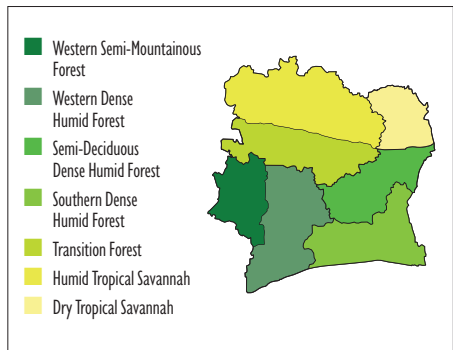 Western Semi-Mountainous
Forest
Western Dense
Humid Forest
Semi-Deciduous
Dense Humid Forest
Southern Dense
Humid Forest
Transition Forest
Humid Tropical Savannah
Dry Tropical Savannah